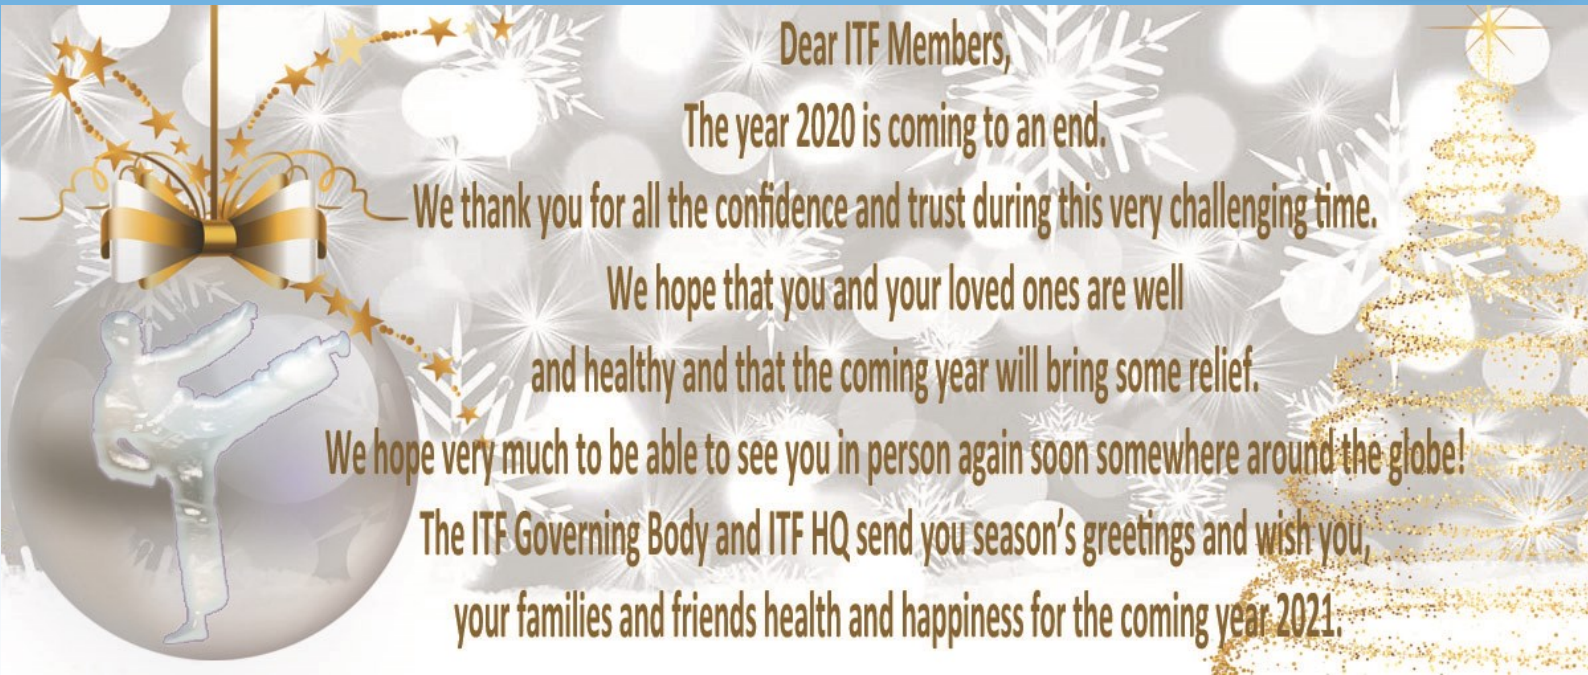 Dear ITF Members,
The year 2020 is coming to an end.
We thank you for all the confidence and trust during this very challenging time.
We hope that you and your loved ones are well
and healthy and that the coming year will bring some relief.
We hope very much to be able to see you in person again soon somewhere around the globe!
The ITF Governing Body and ITF HQ send you season’s greetings and wish you,
your families and friends health and happiness for the coming year 2021.